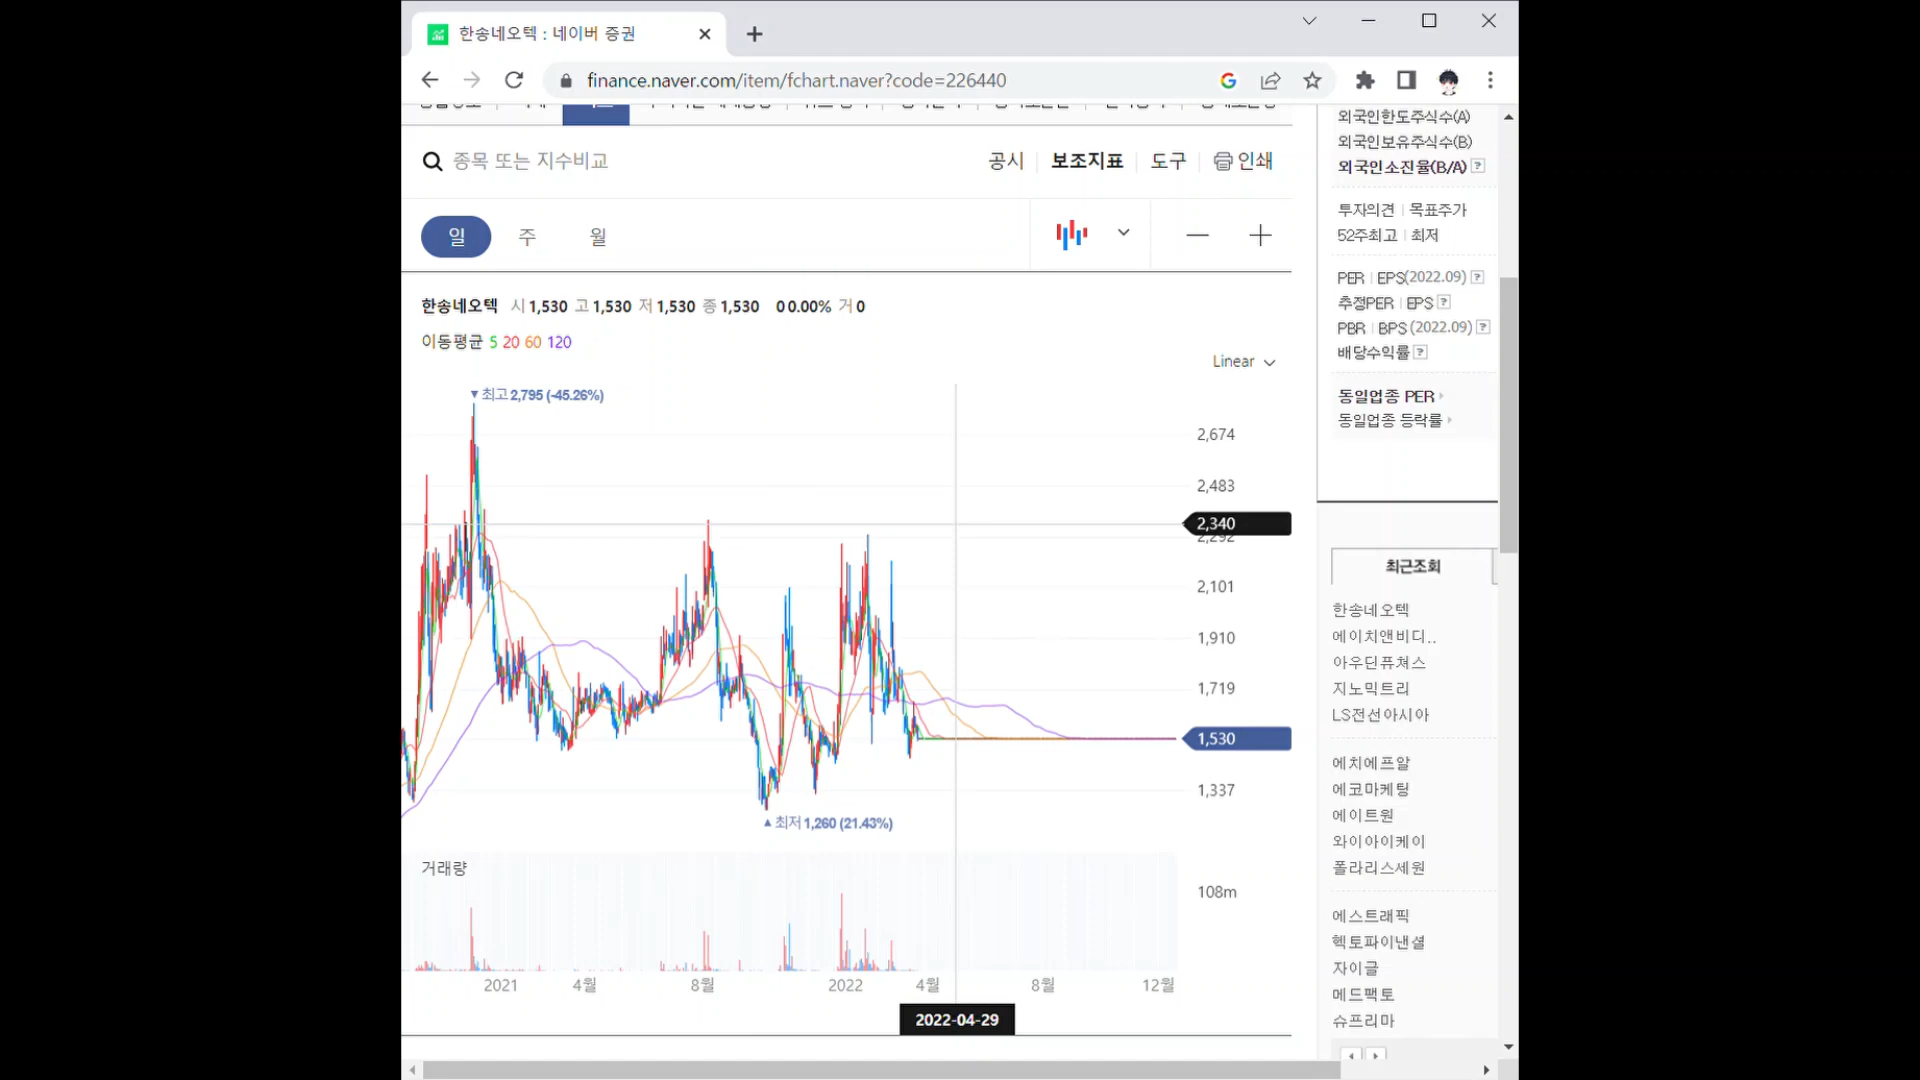 한송네오텍 : 네이버 증권
finance.naver.com/item/fchart.naver?code=226440
종목 또는 지수비교
공시 보조지표 도구 인쇄
일 주 월
한송네오텍 시 1,530 고 1,530 저 1,530 종 1,530 0 0.00% 거 0
이동평균 5 20 60 120
Linear
최고 2,795 (-45.26%)
2,674
2,483
2,340
2,292
2,101
1,910
1,719
1,530
1,337
최저 1,260 (21.43%)
거래량
108m
2021 4월 8월 2022 4월 8월 12월
2022-04-29
외국인한도주식수(A)
외국인보유주식수(B)
외국인소진율(B/A) ?
투자의견 | 목표주가
52주최고 | 최저
PER | EPS(2022.09) ?
추정PER | EPS ?
PBR | BPS (2022.09) ?
배당수익률 ?
동일업종 PER
동일업종 등락률
최근조회
한송네오텍
에이치앤비디..
아우딘퓨쳐스
지노믹트리
LS전선아시아
에치에프알
에코마케팅
에이트원
와이아이케이
폴라리스세원
에스트래픽
헥토파이낸셜
자이글
메드팩토
슈프리마